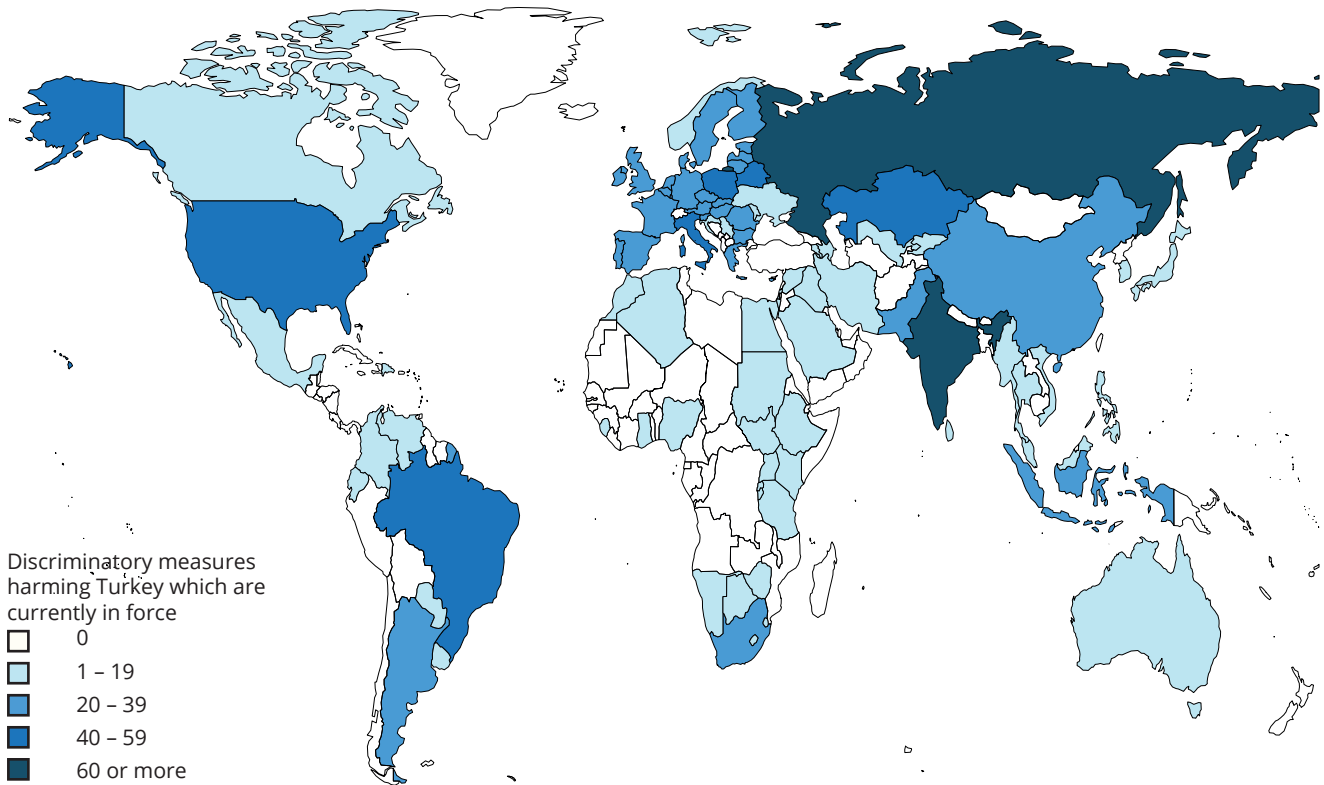 Discriminatory measures
harming Turkey which are
currently in force
0
1 – 19
20 – 39
40 – 59
60 or more